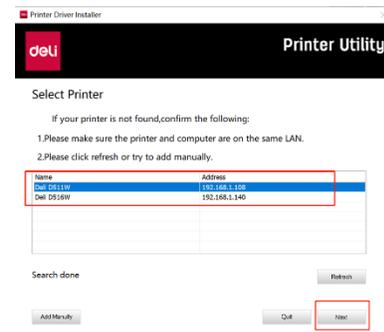 Printer Driver Installer
deli
Printer Utility
Select Printer
If your printer is not found,confirm the following:
1.Please make sure the printer and computer are on the same LAN.
2.Please click refresh or try to add manually.
Name Address
Deli D511W 192.168.1.108
Deli D516W 192.168.1.140
Search done
Refresh
Add Manully
Quit
Next